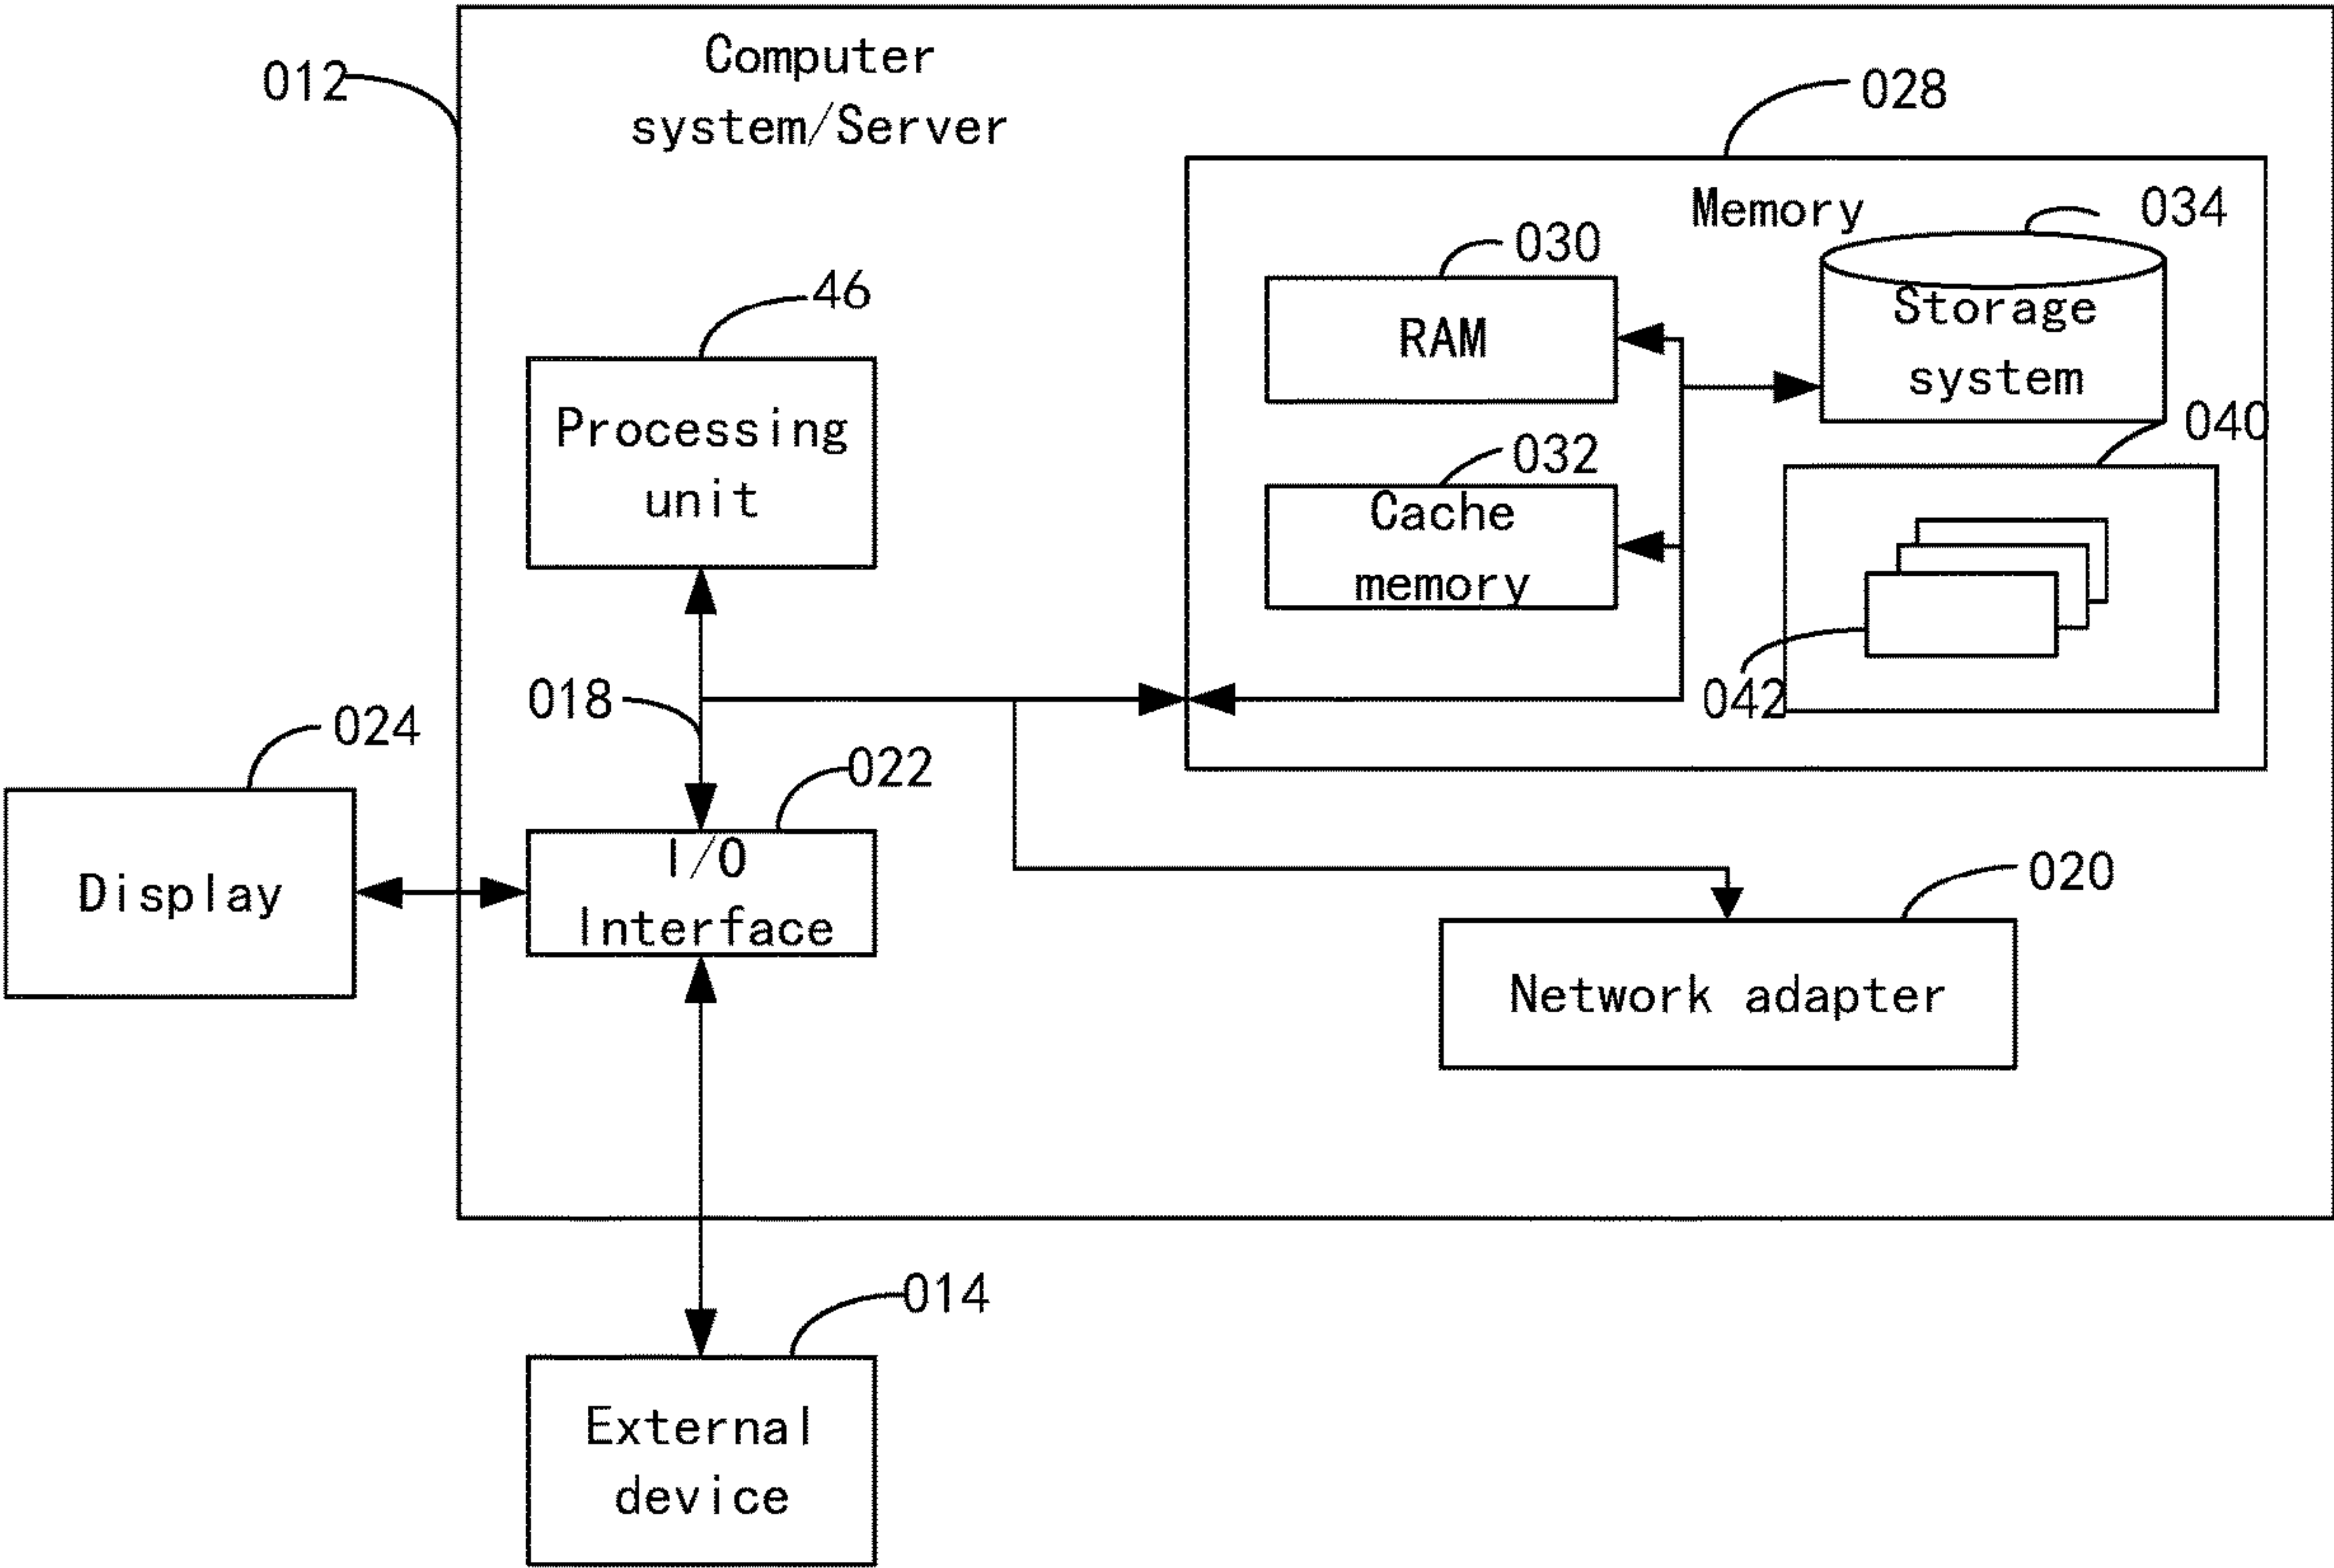 Computer
system/Server
012
028
Memory
034
030
RAM
Storage
system
46
Processing
unit
040
032
Cache
memory
018
042
024
022
Display
I/O
Interface
020
Network adapter
014
External
device